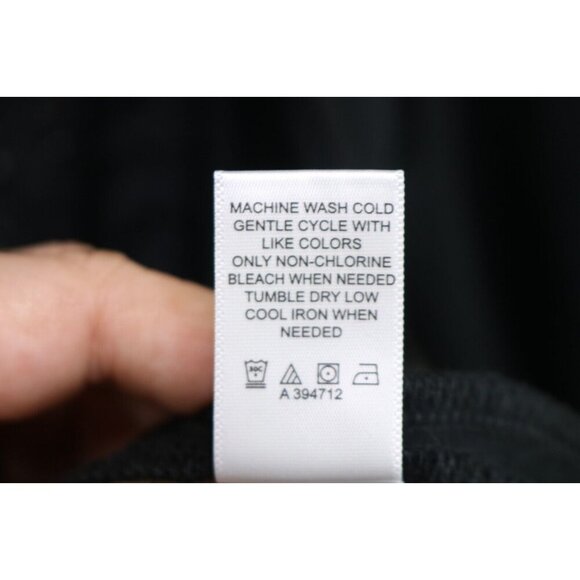 MACHINE WASH COLD
GENTLE CYCLE WITH
LIKE COLORS
ONLY NON-CHLORINE
BLEACH WHEN NEEDED
TUMBLE DRY LOW
COOL IRON WHEN
NEEDED
30C
A 394712